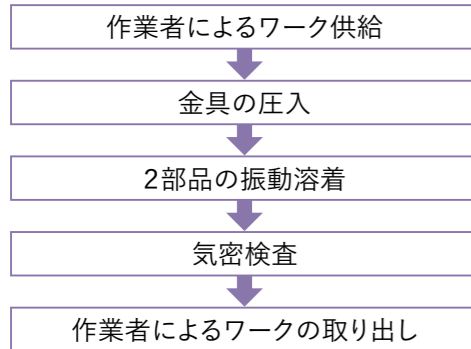 作業者によるワーク供給
金具の圧入
2部品の振動溶着
気密検査
作業者によるワークの取り出し